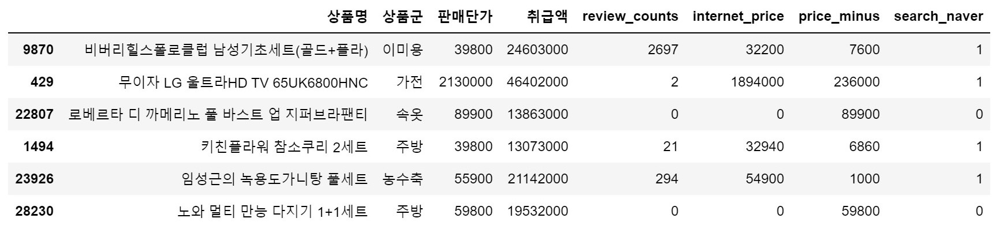 상품명 상품군 판매단가 취급액 review_counts internet_price price_minus search_naver
9870 비버리힐스폴로클럽 남성기초세트(골드+플라) 이미용 39800 24603000 2697 32200 7600 1
429 무이자 LG 울트라HD TV 65UK6800HNC 가전 2130000 46402000 2 1894000 236000 1
22807 로베르타 디 까메리노 풀 바스트 업 지퍼브라팬티 속옷 89900 13863000 0 0 89900 0
1494 키친플라워 참소쿠리 2세트 주방 39800 13073000 21 32940 6860 1
23926 임성근의 녹용도가니탕 풀세트 농수축 55900 21142000 294 54900 1000 1
28230 노와 멀티 만능 다지기 1+1세트 주방 59800 19532000 0 0 59800 0